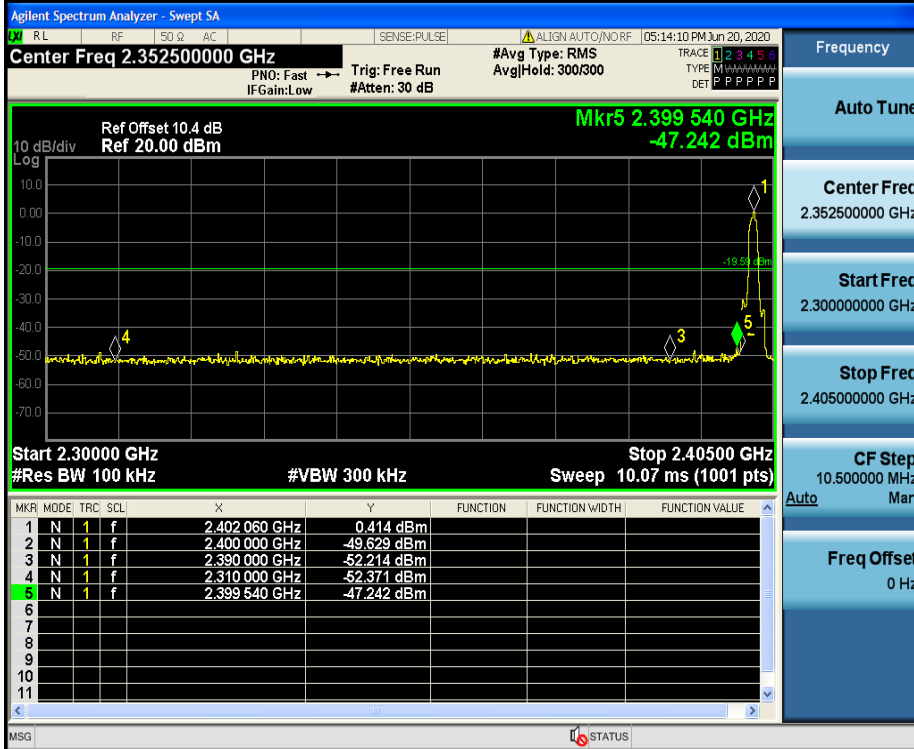 Agilent Spectrum Analyzer - Swept SA
LXI RL RF 50 Ω AC SENSE:PULSE ALIGN AUTO/NO RF 05:14:10 PM Jun 20, 2020
Center Freq 2.352500000 GHz #Avg Type: RMS TRACE 1 2 3 4 5 6
PNO: Fast Trig: Free Run Avg|Hold: 300/300 TYPE M
IFGain:Low #Atten: 30 dB DET P P P P P P
Mkr5 2.399 540 GHz
Ref Offset 10.4 dB
10 dB/div Ref 20.00 dBm -47.242 dBm
Log
10.0
1
0.00
-10.0
-20.0
-19.59 dBm
-30.0
-40.0
4
3
5
-50.0
-60.0
-70.0
Start 2.30000 GHz Stop 2.40500 GHz
#Res BW 100 kHz #VBW 300 kHz Sweep 10.07 ms (1001 pts)
MKR MODE TRC SCL X Y FUNCTION FUNCTION WIDTH FUNCTION VALUE
1 N 1 f 2.402 060 GHz 0.414 dBm
2 N 1 f 2.400 000 GHz -49.629 dBm
3 N 1 f 2.390 000 GHz -52.214 dBm
4 N 1 f 2.310 000 GHz -52.371 dBm
5 N 1 f 2.399 540 GHz -47.242 dBm
6
7
8
9
10
11
MSG STATUS
Frequency
Auto Tune
Center Freq
2.352500000 GHz
Start Freq
2.300000000 GHz
Stop Freq
2.405000000 GHz
CF Step
10.500000 MHz
Auto Man
Freq Offset
0 Hz